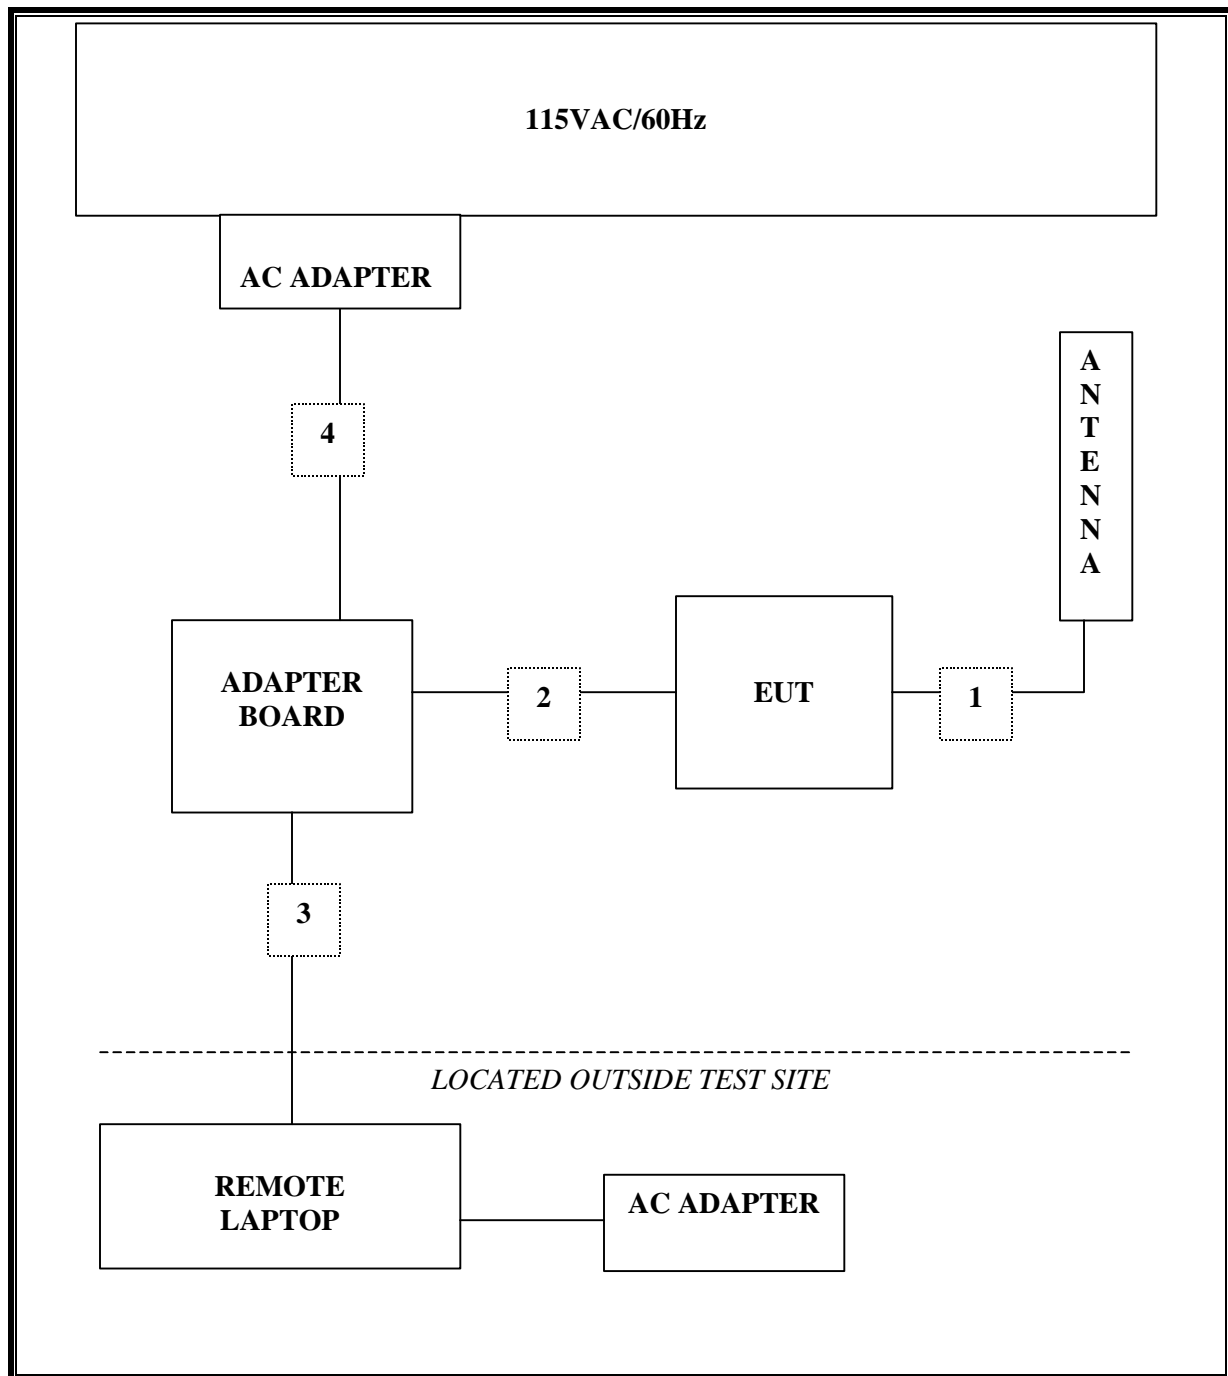 115VAC/60Hz
AC ADAPTER
4
A
N
T
E
N
N
A
ADAPTER
BOARD
2
EUT
1
3
LOCATED OUTSIDE TEST SITE
REMOTE
LAPTOP
AC ADAPTER